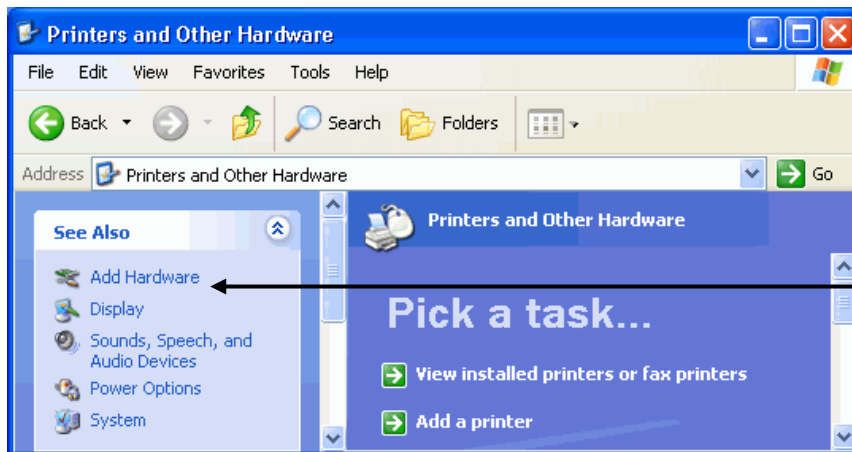 Printers and Other Hardware
File Edit View Favorites Tools Help
Back Search Folders
Address Printers and Other Hardware Go
See Also
Add Hardware
Display
Sounds, Speech, and
Audio Devices
Power Options
System
Printers and Other Hardware
Pick a task...
View installed printers or fax printers
Add a printer